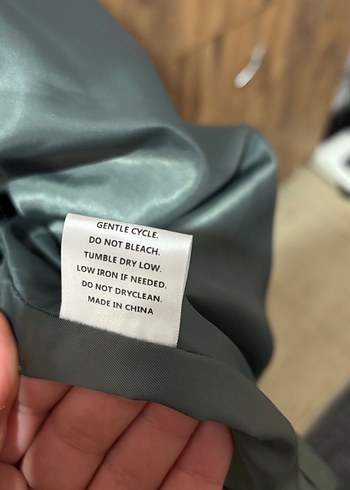 GENTLE CYCLE.
DO NOT BLEACH.
TUMBLE DRY LOW.
LOW IRON IF NEEDED.
DO NOT DRYCLEAN.
MADE IN CHINA